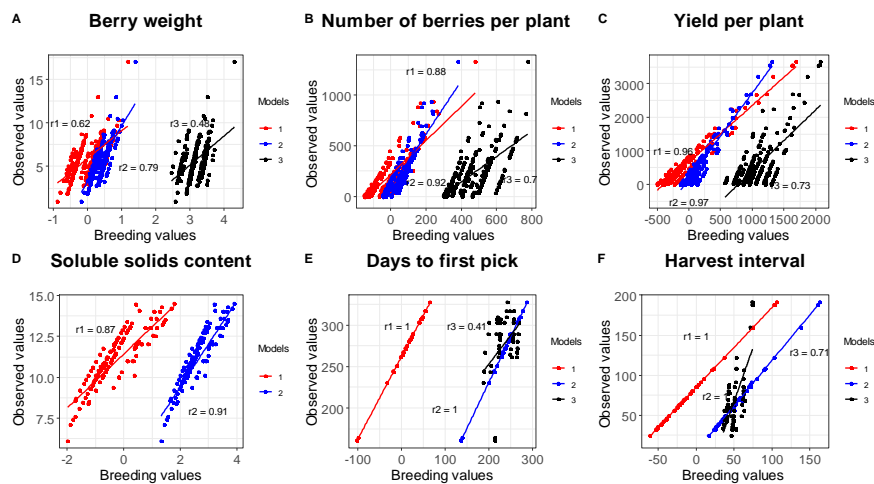 A Berry weight
B Number of berries per plant
C Yield per plant
Observed values
15
10
5
-1 0 1 2 3 4
Breeding values
r1 = 0.62
r2 = 0.79
r3 = 0.48
Models
1
2
3
Observed values
1000
500
0
0 200 400 600 800
Breeding values
r1 = 0.88
r2 = 0.92
r3 = 0.7
Models
1
2
3
Observed values
3000
2000
1000
0
-500 0 500 1000 1500 2000
Breeding values
r1 = 0.96
r2 = 0.97
r3 = 0.73
Models
1
2
3
D Soluble solids content
E Days to first pick
F Harvest interval
Observed values
15.0
12.5
10.0
7.5
-2 0 2 4
Breeding values
r1 = 0.87
r2 = 0.91
Models
1
2
Observed values
300
250
200
-100 0 100 200 300
Breeding values
r1 = 1
r2 = 1
r3 = 0.41
Models
1
2
3
Observed values
200
150
100
50
-50 0 50 100 150
Breeding values
r1 = 1
r2 =
r3 = 0.71
Models
1
2
3